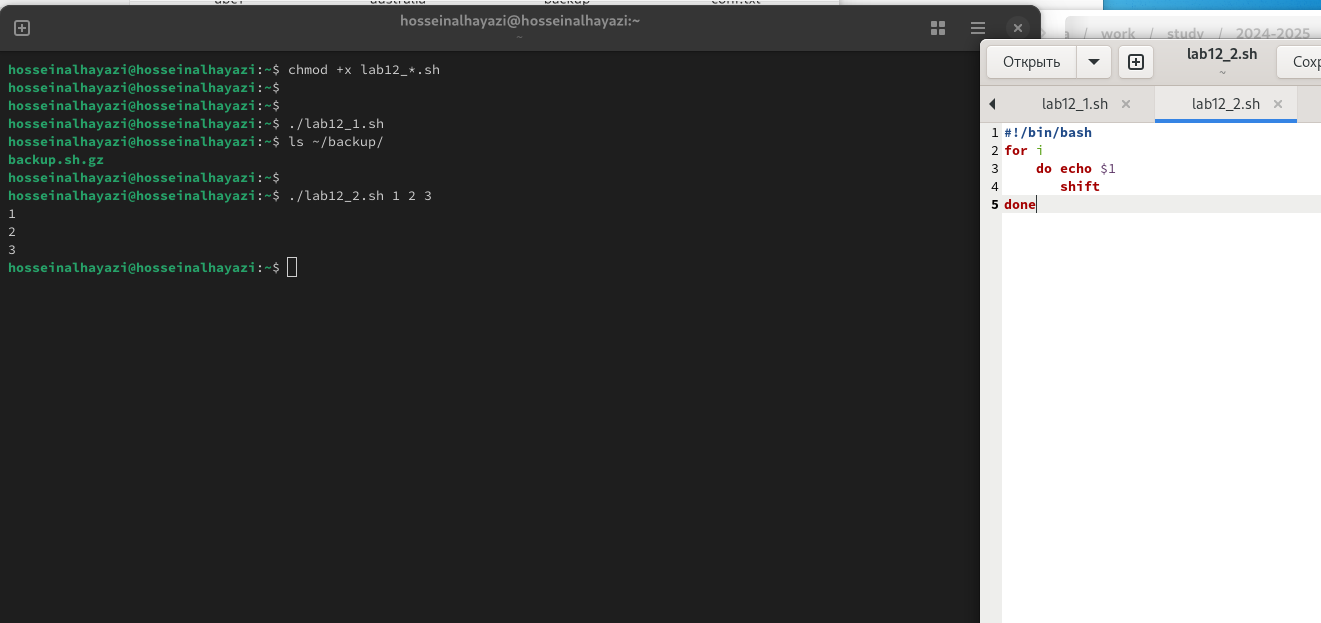 hosseinalhayazi@hosseinalhayazi:~
~
hosseinalhayazi@hosseinalhayazi:~$ chmod +x lab12_*.sh
hosseinalhayazi@hosseinalhayazi:~$
hosseinalhayazi@hosseinalhayazi:~$
hosseinalhayazi@hosseinalhayazi:~$ ./lab12_1.sh
hosseinalhayazi@hosseinalhayazi:~$ ls ~/backup/
backup.sh.gz
hosseinalhayazi@hosseinalhayazi:~$
hosseinalhayazi@hosseinalhayazi:~$ ./lab12_2.sh 1 2 3
1
2
3
hosseinalhayazi@hosseinalhayazi:~$
/ work / study / 2024-2025
Открыть
lab12_2.sh
~
lab12_1.sh
lab12_2.sh
1 #!/bin/bash
2 for i
3     do echo $1
4        shift
5 done